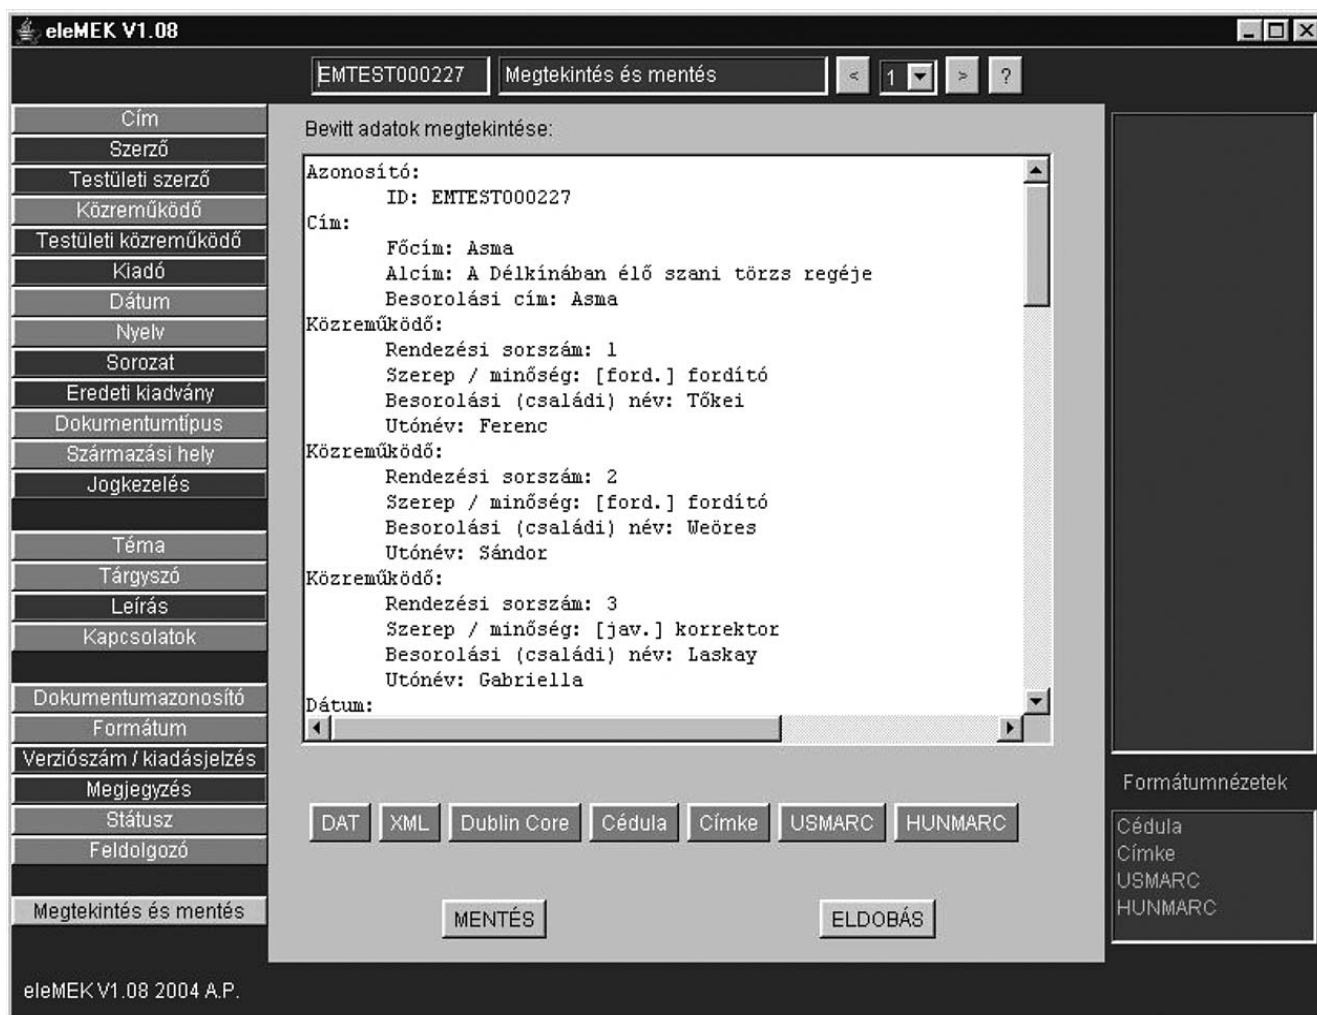 eleMEK V1.08
EMTEST000227 Megtekintés és mentés < 1 > ?
Cím
Szerző
Testületi szerző
Közreműködő
Testületi közreműködő
Kiadó
Dátum
Nyelv
Sorozat
Eredeti kiadvány
Dokumentumtípus
Származási hely
Jogkezelés
Téma
Tárgyszó
Leírás
Kapcsolatok
Dokumentumazonosító
Formátum
Verziószám / kiadásjelzés
Megjegyzés
Státusz
Feldolgozó
Megtekintés és mentés
Bevitt adatok megtekintése:
Azonosító:
ID: EMTEST000227
Cím:
Főcím: Asma
Alcím: A Délkínában élő szani törzs regéje
Besorolási cím: Asma
Közreműködő:
Rendezési sorszám: 1
Szerep / minőség: [ford.] fordító
Besorolási (családi) név: Tőkei
Utónév: Ferenc
Közreműködő:
Rendezési sorszám: 2
Szerep / minőség: [ford.] fordító
Besorolási (családi) név: Weöres
Utónév: Sándor
Közreműködő:
Rendezési sorszám: 3
Szerep / minőség: [jav.] korrektor
Besorolási (családi) név: Laskay
Utónév: Gabriella
Dátum:
DAT XML Dublin Core Cédula Címke USMARC HUNMARC
MENTÉS ELDOBÁS
Formátumnézetek
Cédula
Címke
USMARC
HUNMARC
eleMEK V1.08 2004 A.P.